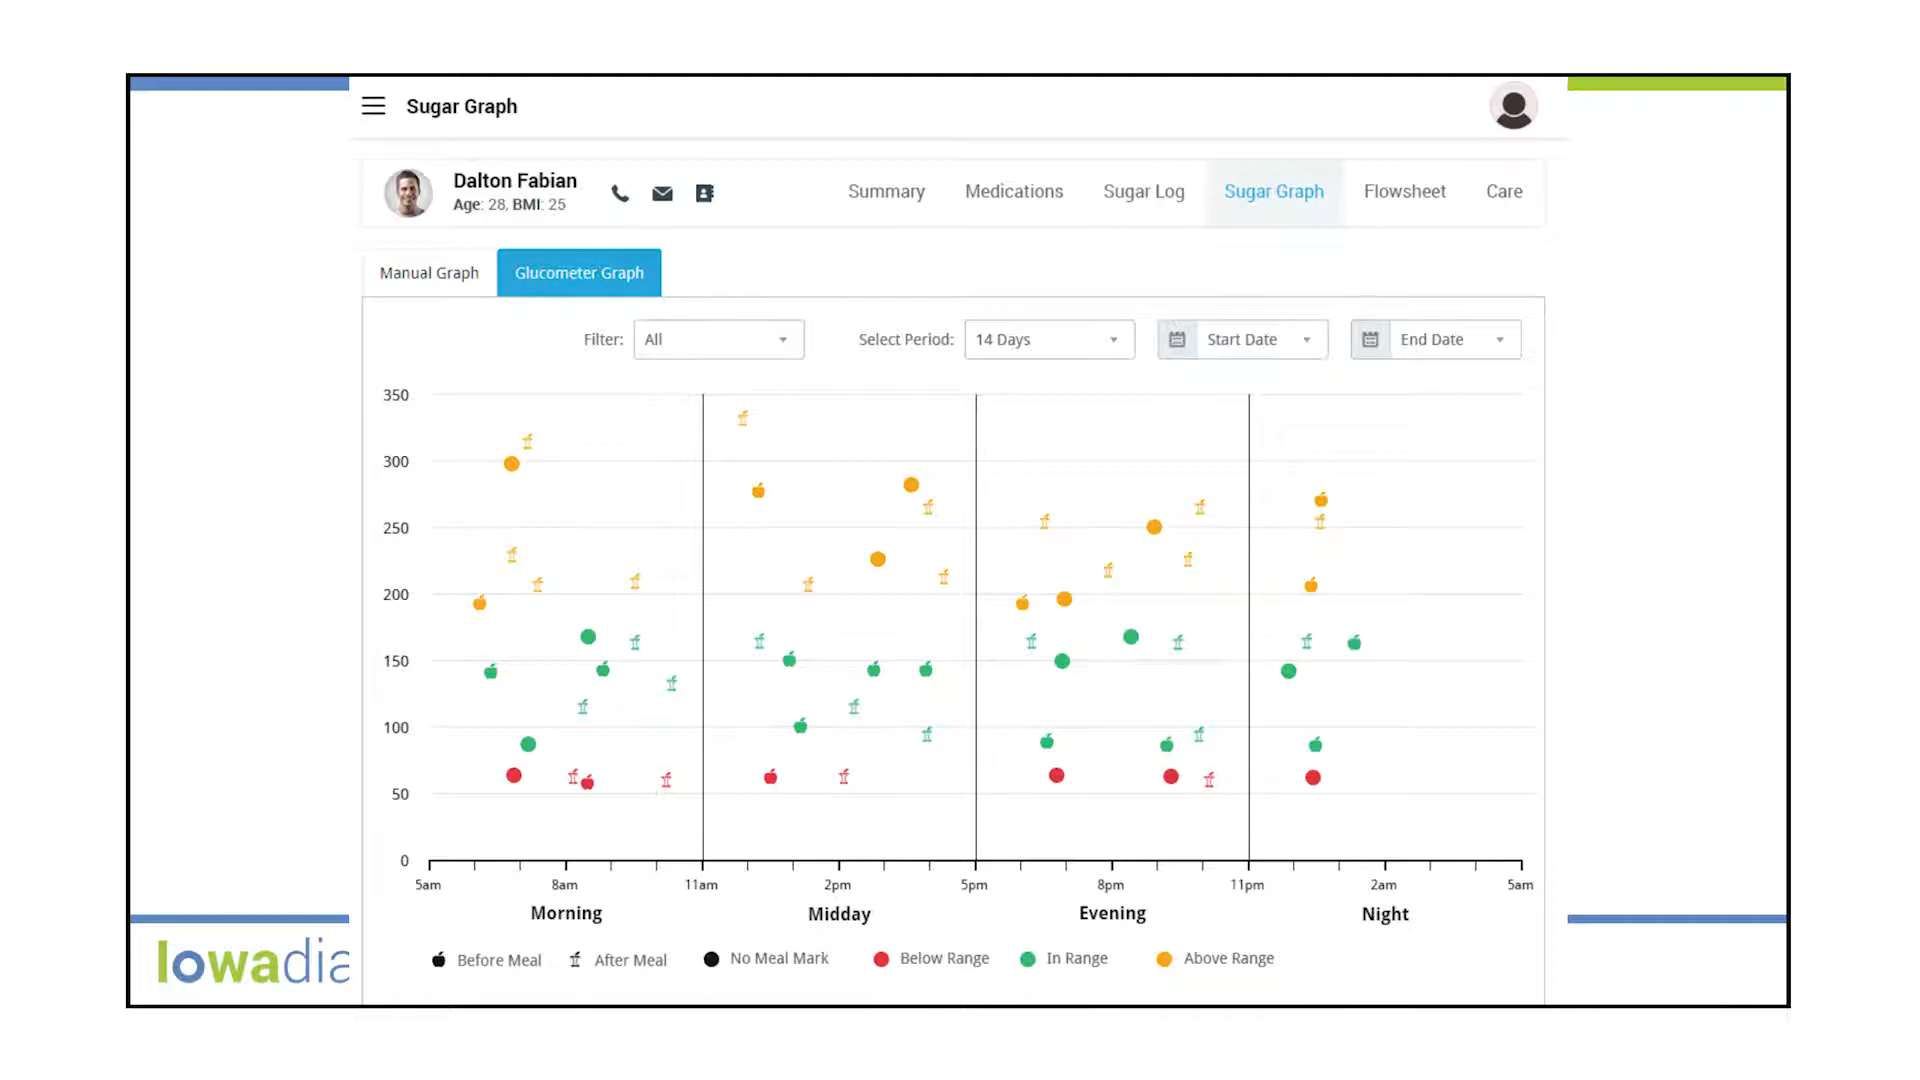 Sugar Graph
Dalton Fabian
Age: 28, BMI: 25
Summary Medications Sugar Log Sugar Graph Flowsheet Care
Manual Graph Glucometer Graph
Filter: All Select Period: 14 Days Start Date End Date
350
300
250
200
150
100
50
0
5am 8am 11am 2pm 5pm 8pm 11pm 2am 5am
Morning Midday Evening Night
Before Meal After Meal No Meal Mark Below Range In Range Above Range
Iowadia